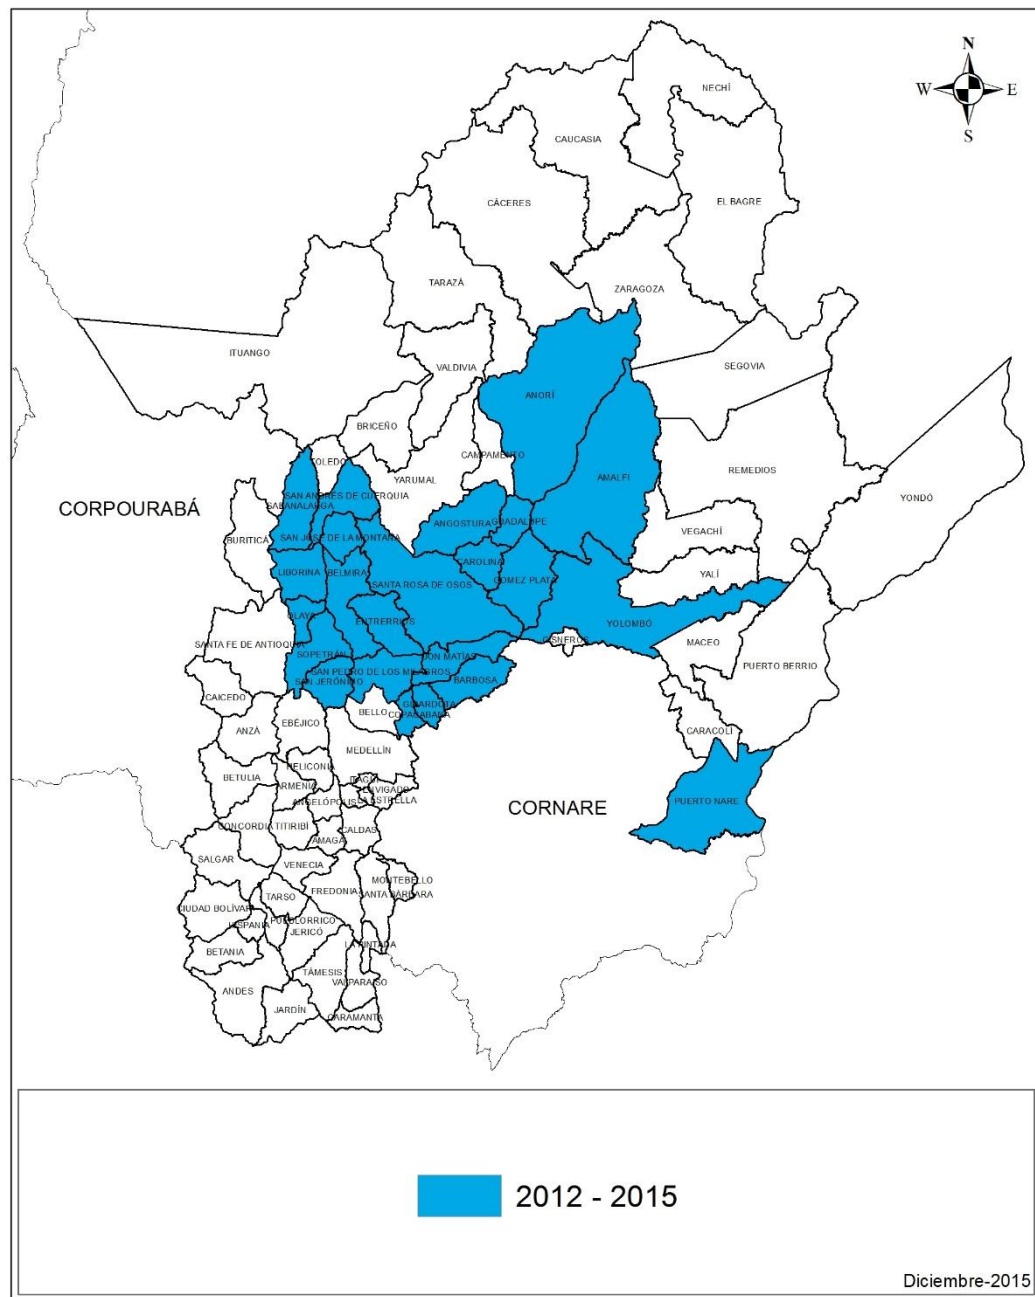 N
W
E
S
NECHÍ
CAUCASIA
CÁCERES
EL BAGRE
TARAZÁ
ZARAGOZA
ITUANGO
VALDIVIA
SEGOVIA
ANORÍ
BRICEÑO
CAMPAMENTO
TOLEDO
YARUMAL
REMEDIOS
AMALFI
SAN ANDRÉS DE CUERQUIA
SABANALARGA
YONDÓ
CORPOURABÁ
ANGOSTURA
GUADALUPE
VEGACHÍ
BURITICÁ
SAN JOSÉ DE LA MONTAÑA
CAROLINA
LIBORINA
BELMIRA
YALÍ
GÓMEZ PLATA
SANTA ROSA DE OSOS
OLAYA
ENTRERRIOS
YOLOMBÓ
CISNEROS
SANTA FE DE ANTIOQUIA
MACEO
SOPETRÁN
DON MATÍAS
PUERTO BERRIO
SAN PEDRO DE LOS MILAGROS
BARBOSA
SAN JERÓNIMO
CAICEDO
GIRARDOTA
BELLO
COPACABANA
EBÉJICO
ANZÁ
CARACOLÍ
MEDELLÍN
HELICONIA
BETULIA
ITAGUI
ARMENIA
ENVIGADO
LA ESTRELLA
ANGELÓPOLIS
PUERTO NARE
CORNARE
CONCORDIA
TITIRIBÍ
CALDAS
AMAGÁ
SALGAR
VENECIA
MONTEBELLO
FREDONIA
SANTA BÁRBARA
TARSO
CIUDAD BOLÍVAR
PUEBLORRICO
HISPANIA
JERICÓ
LA PINTADA
BETANIA
TÁMESIS
VALPARAISO
ANDES
JARDÍN
CARAMANTA
2012 - 2015
Diciembre-2015